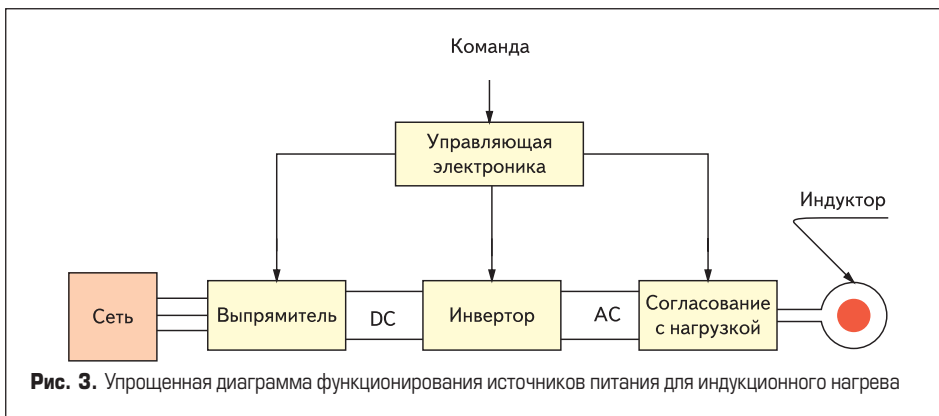 Команда
Управляющая
электроника
Индуктор
Сеть
Выпрямитель
DC
Инвертор
AC
Согласование
с нагрузкой
Рис. 3. Упрощенная диаграмма функционирования источников питания для индукционного нагрева